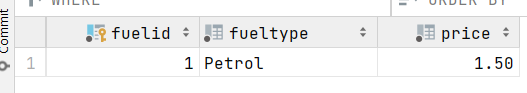 WHERE ORDER BY
Commit
fuelid fueltype price
1 1 Petrol 1.50